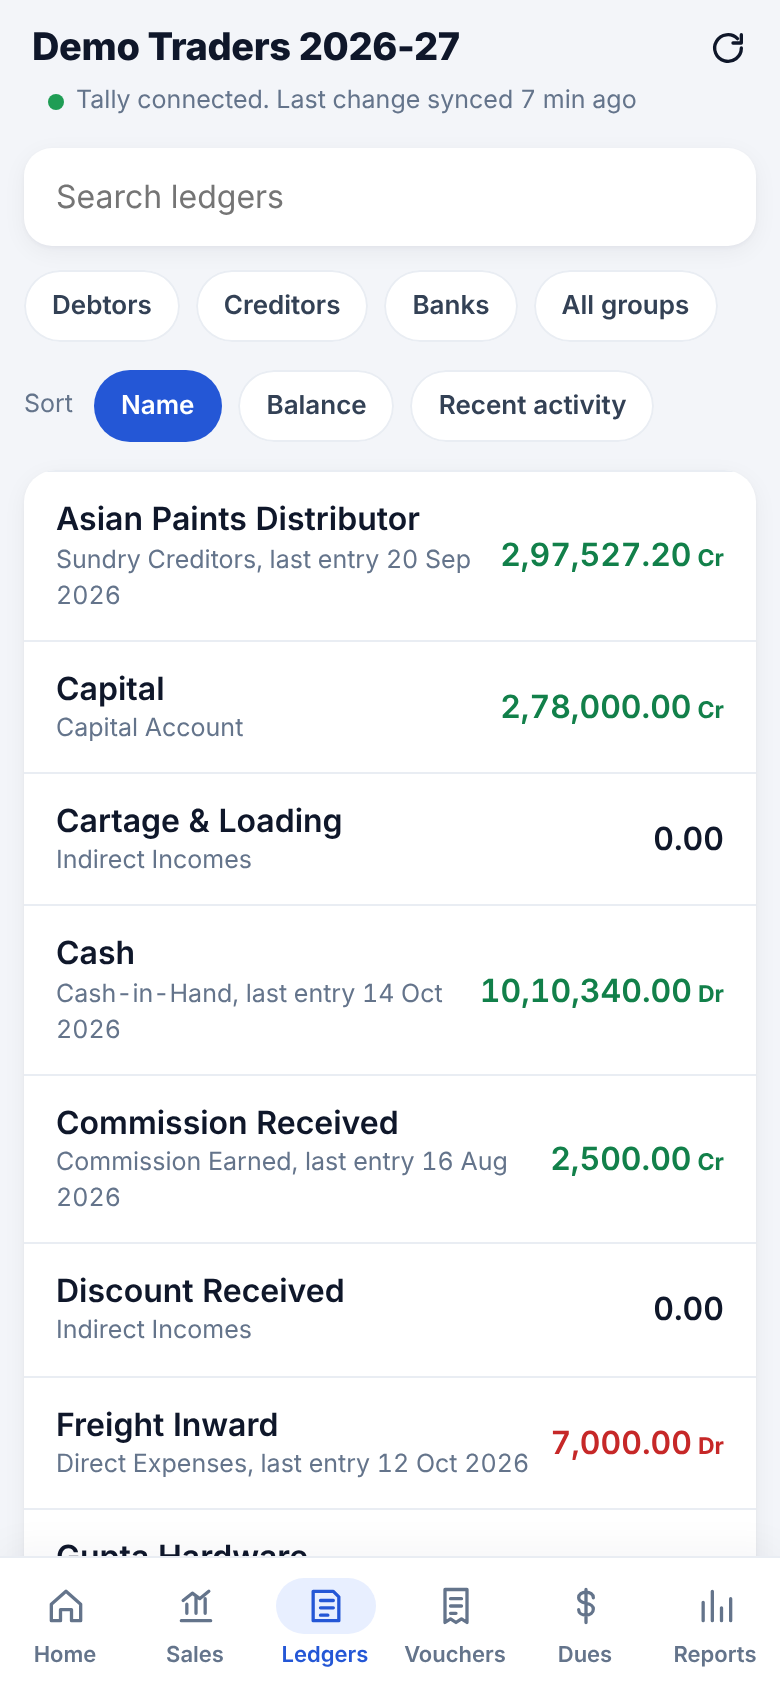 Demo Traders 2026-27
Tally connected. Last change synced 7 min ago
Search ledgers
Debtors
Creditors
Banks
All groups
Sort
Name
Balance
Recent activity
Asian Paints Distributor
Sundry Creditors, last entry 20 Sep
2026
2,97,527.20 Cr
Capital
Capital Account
2,78,000.00 Cr
Cartage & Loading
Indirect Incomes
0.00
Cash
Cash-in-Hand, last entry 14 Oct
2026
10,10,340.00 Dr
Commission Received
Commission Earned, last entry 16 Aug
2026
2,500.00 Cr
Discount Received
Indirect Incomes
0.00
Freight Inward
Direct Expenses, last entry 12 Oct 2026
7,000.00 Dr
Gupta Hardware
Home
Sales
Ledgers
Vouchers
Dues
Reports